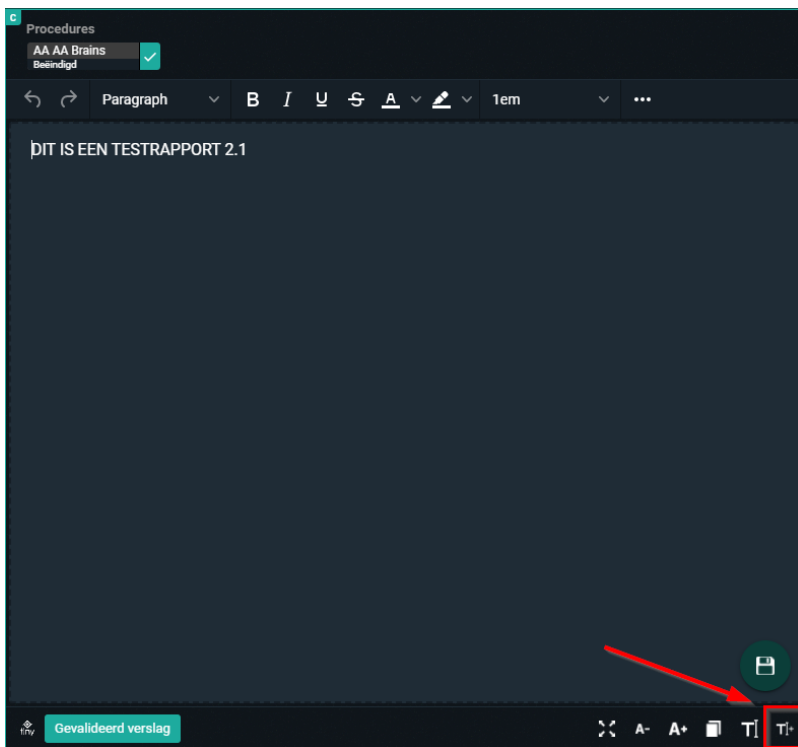 C
Procedures
AA AA Brains
Beëindigd
Paragraph B I U S A 1em
DIT IS EEN TESTRAPPORT 2.1
tiny Gevalideerd verslag A- A+ T T+